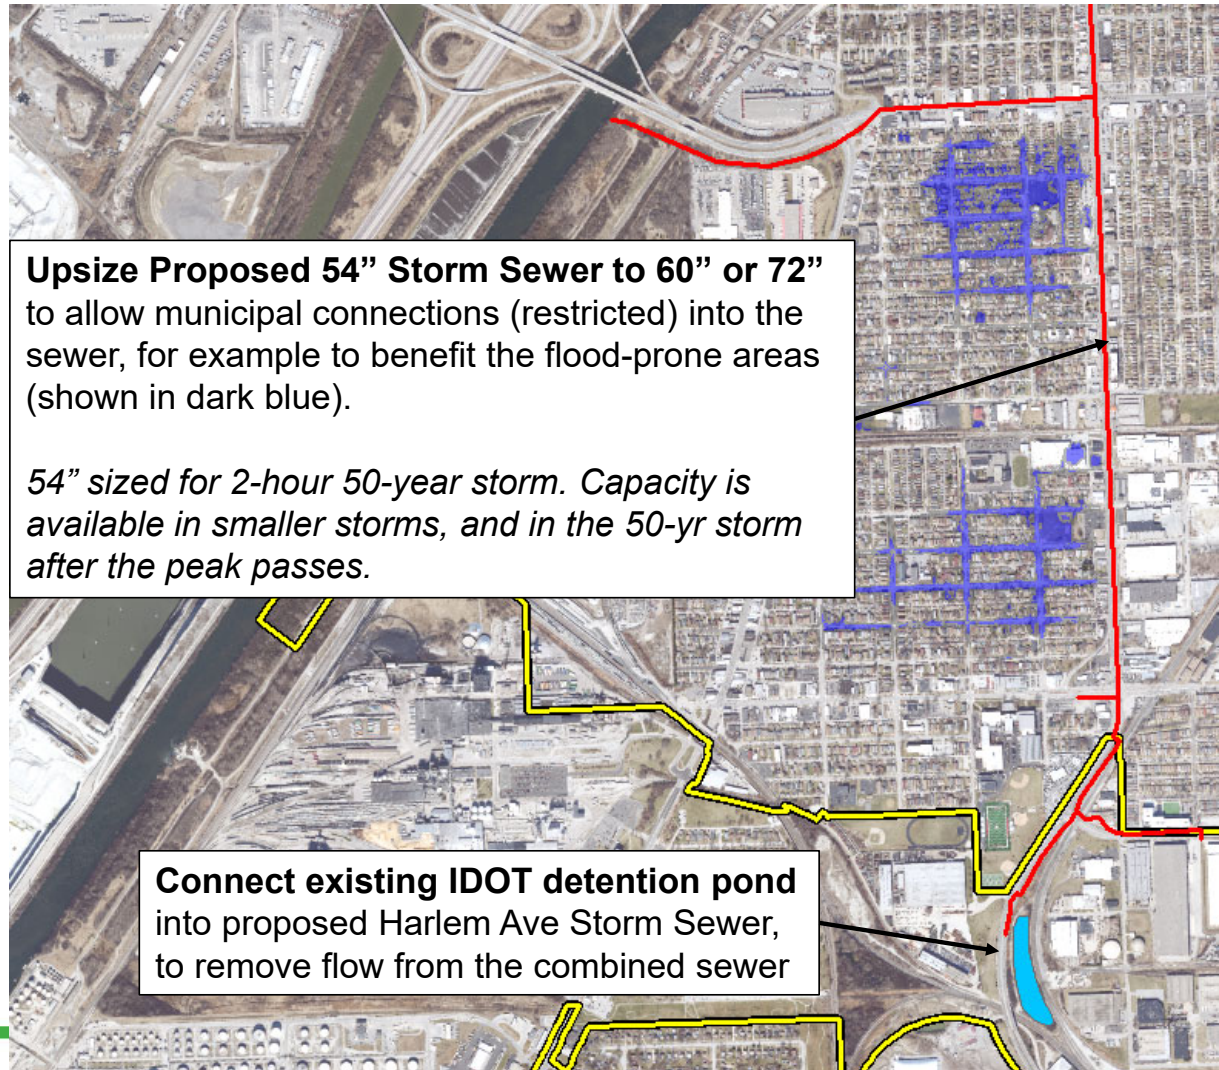 Upsize Proposed 54” Storm Sewer to 60” or 72”
to allow municipal connections (restricted) into the
sewer, for example to benefit the flood-prone areas
(shown in dark blue).
54” sized for 2-hour 50-year storm. Capacity is
available in smaller storms, and in the 50-yr storm
after the peak passes.
Connect existing IDOT detention pond
into proposed Harlem Ave Storm Sewer,
to remove flow from the combined sewer